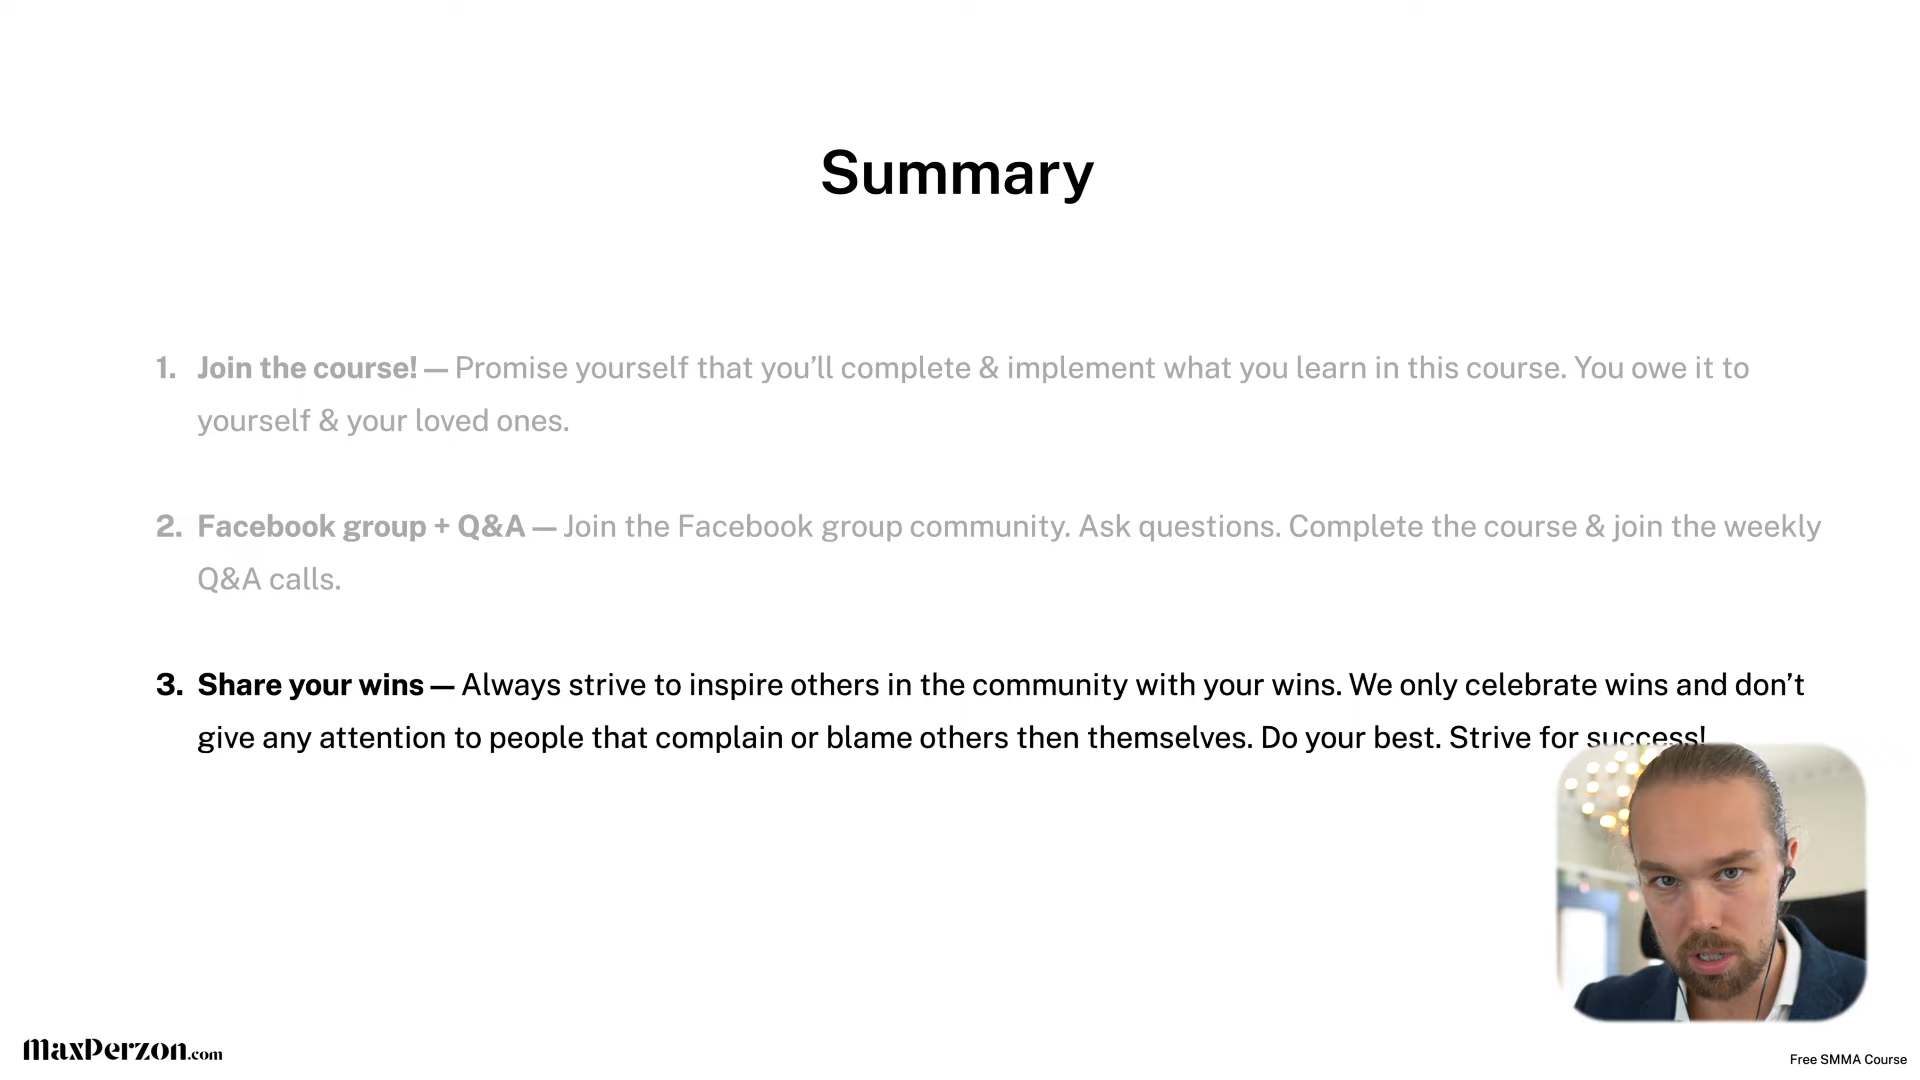 Summary
1. Join the course! — Promise yourself that you’ll complete & implement what you learn in this course. You owe it to
yourself & your loved ones.
2. Facebook group + Q&A — Join the Facebook group community. Ask questions. Complete the course & join the weekly
Q&A calls.
3. Share your wins — Always strive to inspire others in the community with your wins. We only celebrate wins and don’t
give any attention to people that complain or blame others then themselves. Do your best. Strive for success!
MaxPerzon.com
Free SMMA Course